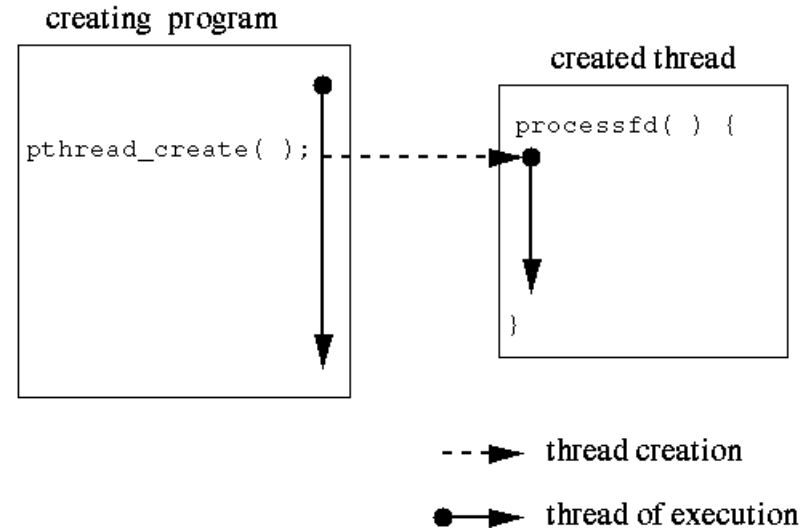 creating program
created thread
processfd( ) {
pthread_create( );
}
thread creation
thread of execution